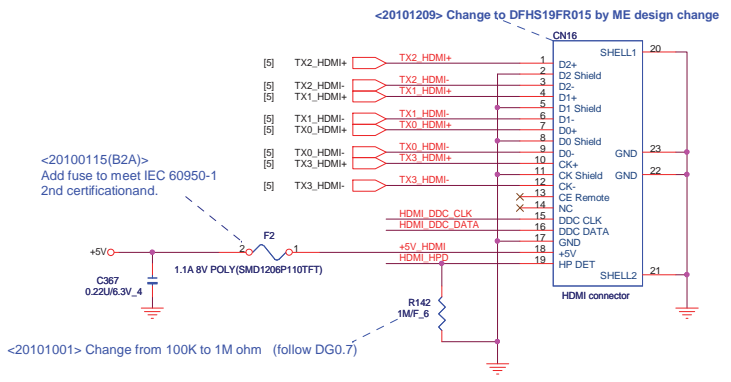 <20101209> Change to DFHS19FR015 by ME design change
CN16
SHELL1 20
[5] TX2_HDMI+ TX2_HDMI+ 1 D2+
2 D2 Shield
[5] TX2_HDMI- TX2_HDMI- 3 D2-
[5] TX1_HDMI+ TX1_HDMI+ 4 D1+
5 D1 Shield
[5] TX1_HDMI- TX1_HDMI- 6 D1-
[5] TX0_HDMI+ TX0_HDMI+ 7 D0+
8 D0 Shield
[5] TX0_HDMI- TX0_HDMI- 9 D0- GND 23
[5] TX3_HDMI+ TX3_HDMI+ 10 CK+
11 CK Shield GND 22
[5] TX3_HDMI- TX3_HDMI- 12 CK-
13 CE Remote
14 NC
HDMI_DDC_CLK 15 DDC CLK
HDMI_DDC_DATA 16 DDC DATA
17 GND
+5V_HDMI 18 +5V
HDMI_HPD 19 HP DET
SHELL2 21
HDMI connector
<20100115(B2A)>
Add fuse to meet IEC 60950-1
2nd certificationand.
F2
+5V 2 1
1.1A 8V POLY(SMD1206P110TFT)
C367
0.22U/6.3V_4
R142
1M/F_6
<20101001> Change from 100K to 1M ohm (follow DG0.7)